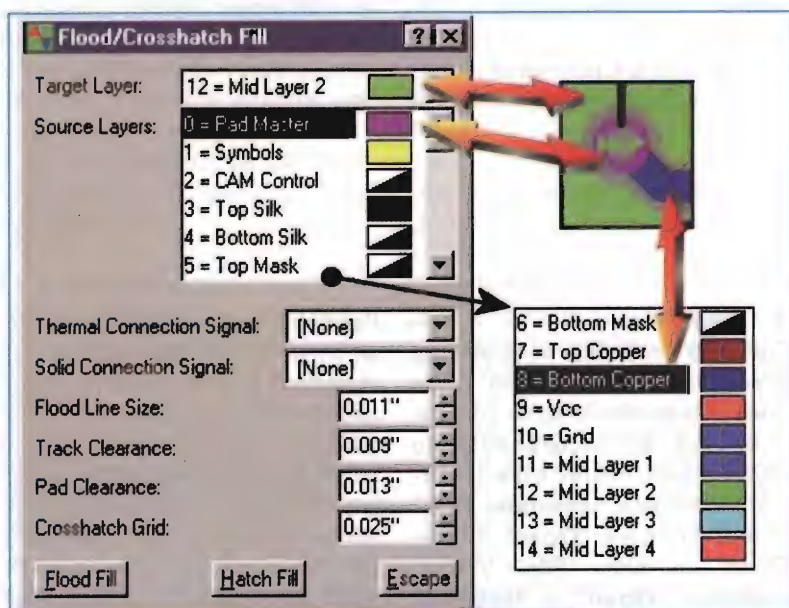 Flood/Crosshatch Fill
Target Layer: 12 = Mid Layer 2
Source Layers: 0 = Pad Master
1 = Symbols
2 = CAM Control
3 = Top Silk
4 = Bottom Silk
5 = Top Mask
Thermal Connection Signal: (None)
Solid Connection Signal: (None)
Flood Line Size: 0.011"
Track Clearance: 0.009"
Pad Clearance: 0.013"
Crosshatch Grid: 0.025"
Flood Fill Hatch Fill Escape
6 = Bottom Mask
7 = Top Copper
8 = Bottom Copper
9 = Vcc
10 = Gnd
11 = Mid Layer 1
12 = Mid Layer 2
13 = Mid Layer 3
14 = Mid Layer 4